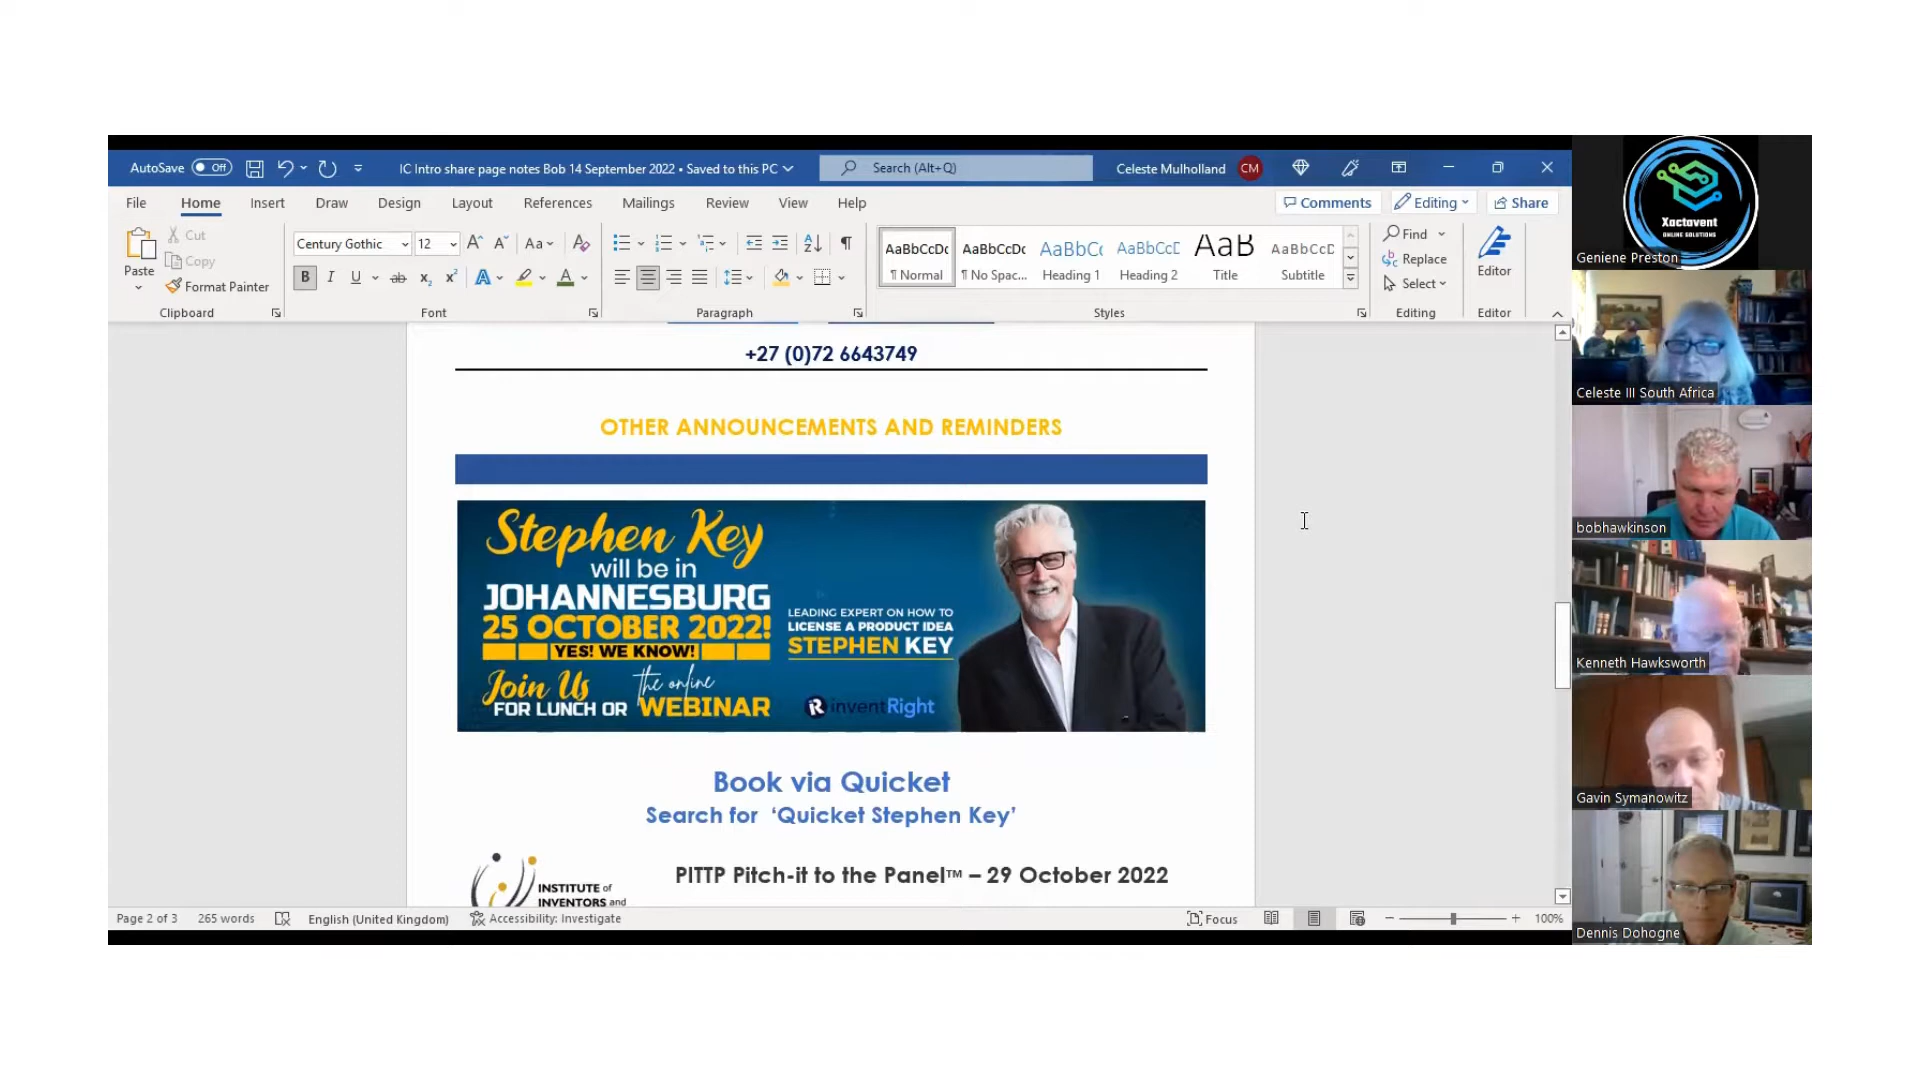 AutoSave Off
IC Intro share page notes Bob 14 September 2022 • Saved to this PC
Search (Alt+Q)
Celeste Mulholland CM
File Home Insert Draw Design Layout References Mailings Review View Help
Comments Editing Share
Paste
Cut
Copy
Format Painter
Clipboard
Century Gothic 12
Font
Paragraph
AaBbCcDc
¶ Normal
AaBbCcDc
¶ No Spac...
AaBbCc
Heading 1
AaBbCcD
Heading 2
AaB
Title
AaBbCcD
Subtitle
Styles
Find
Replace
Select
Editing
Editor
Editor
+27 (0)72 6643749
OTHER ANNOUNCEMENTS AND REMINDERS
Stephen Key
will be in
JOHANNESBURG
25 OCTOBER 2022!
YES! WE KNOW!
Join Us the online
FOR LUNCH OR WEBINAR
LEADING EXPERT ON HOW TO
LICENSE A PRODUCT IDEA
STEPHEN KEY
iR inventRight
Book via Quicket
Search for ‘Quicket Stephen Key’
INSTITUTE of
INVENTORS and
PITTP Pitch-it to the Panel™ – 29 October 2022
Page 2 of 3 265 words English (United Kingdom) Accessibility: Investigate
Focus 100%
Xactavent
ONLINE SOLUTIONS
Geniene Preston
Celeste III South Africa
bobhawkinson
Kenneth Hawksworth
Gavin Symanowitz
Dennis Dohogne